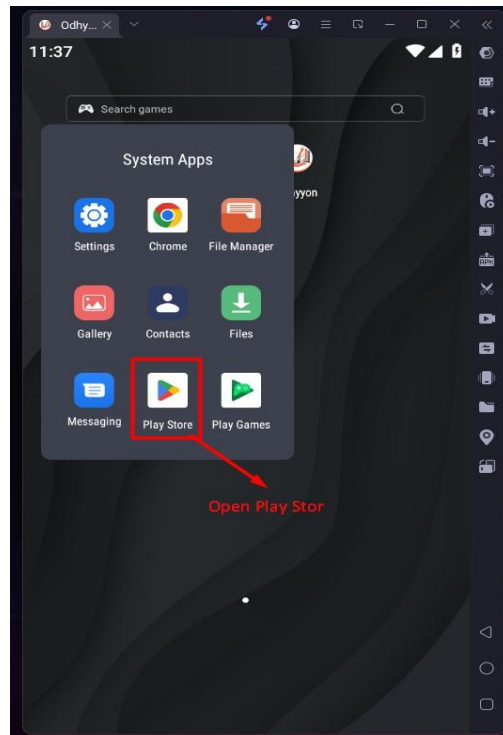 Odhy...
11:37
Search games
System Apps
yyon
Settings Chrome File Manager
Gallery Contacts Files
Messaging Play Store Play Games
Open Play Stor